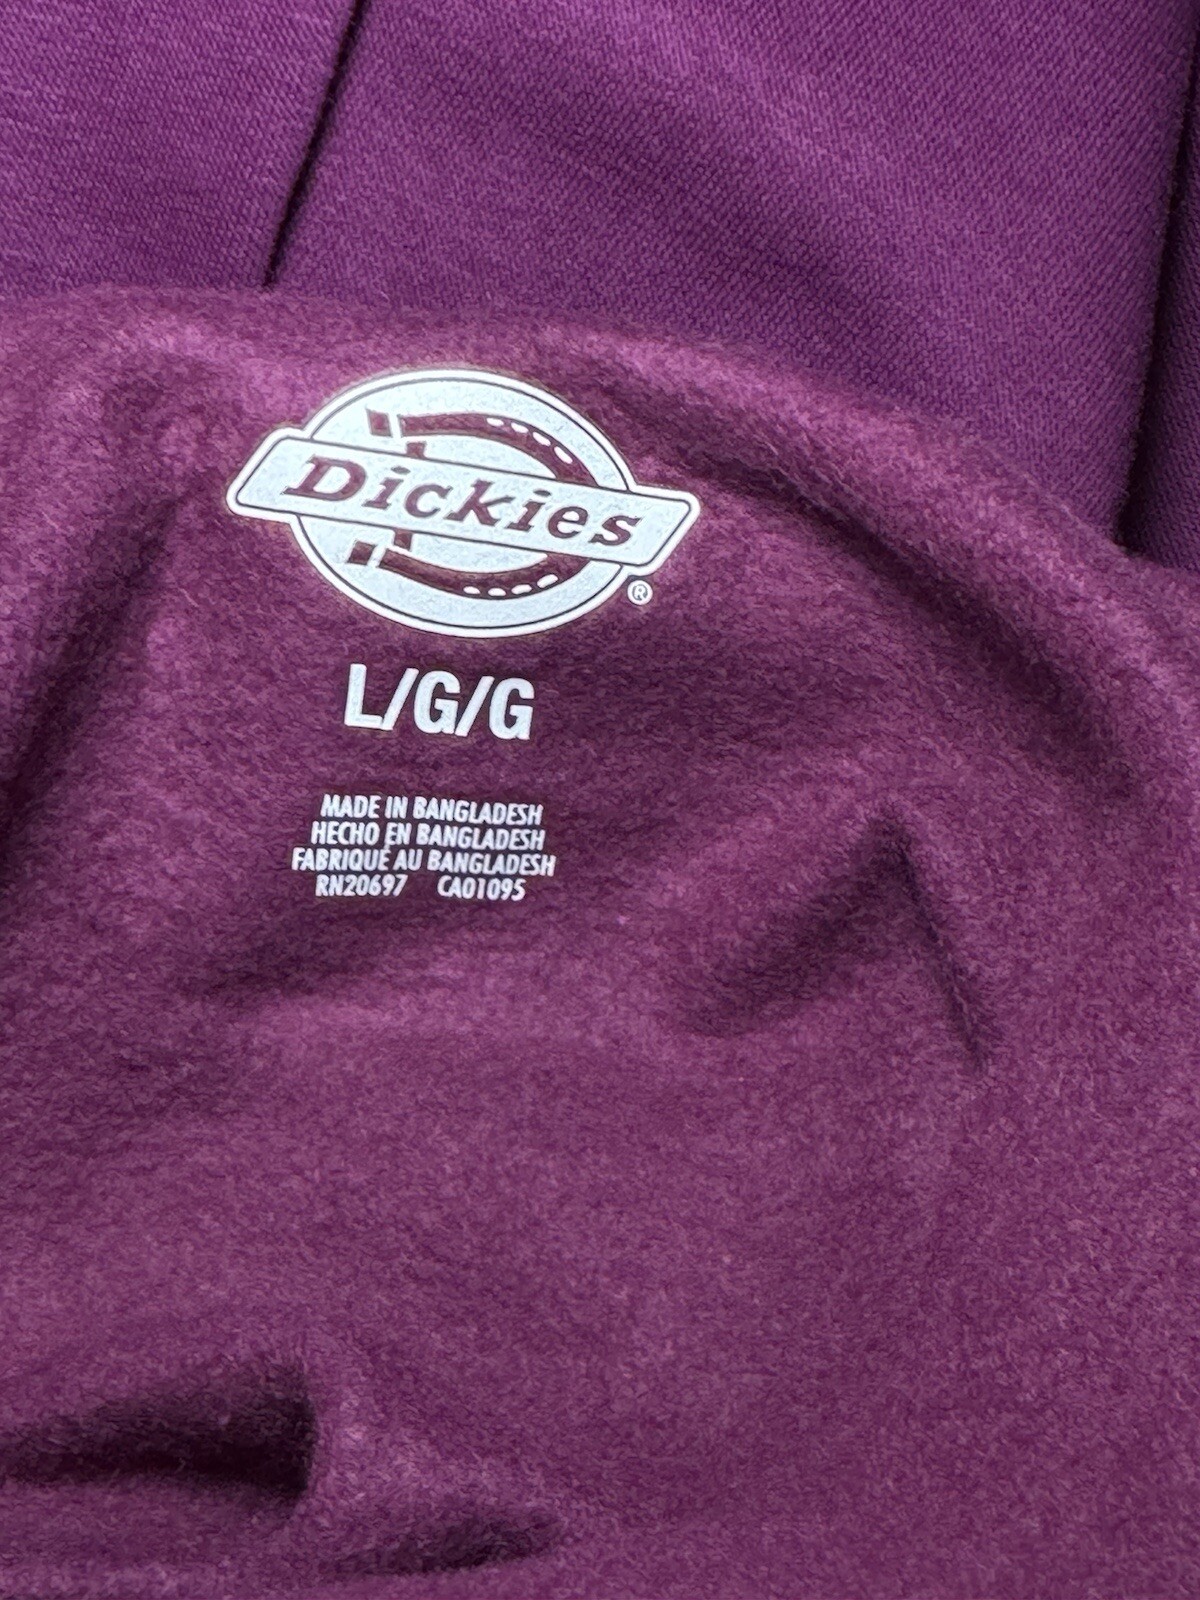 Dickies
®
L/G/G
MADE IN BANGLADESH
HECHO EN BANGLADESH
FABRIQUÉ AU BANGLADESH
RN20697 CA01095